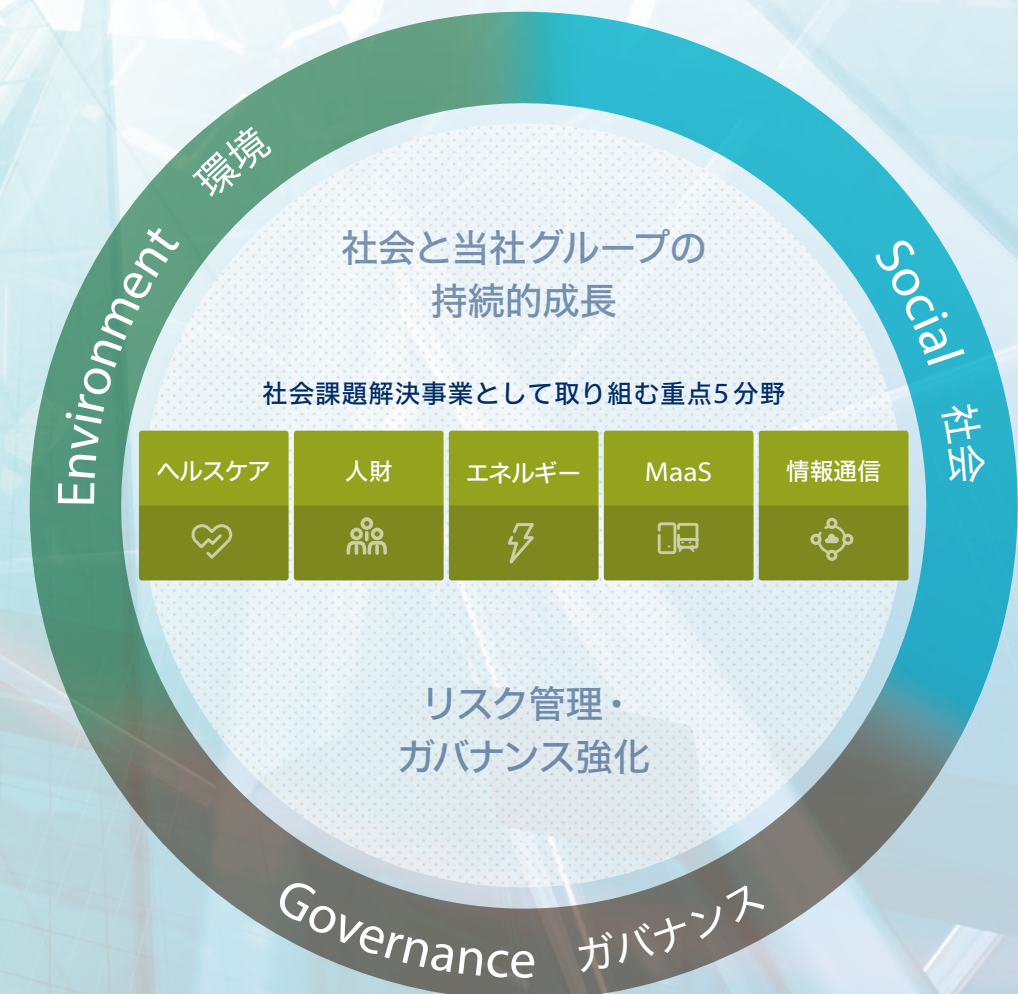 Environment 環境
Social 社会
社会と当社グループの
持続的成長
社会課題解決事業として取り組む重点5分野
ヘルスケア
人財
エネルギー
MaaS
情報通信
リスク管理・
ガバナンス強化
Governance ガバナンス